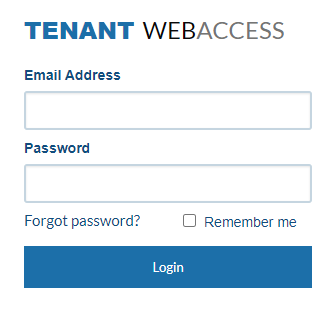 TENANT WEBACCESS
Email Address
Password
Forgot password? Remember me
Login